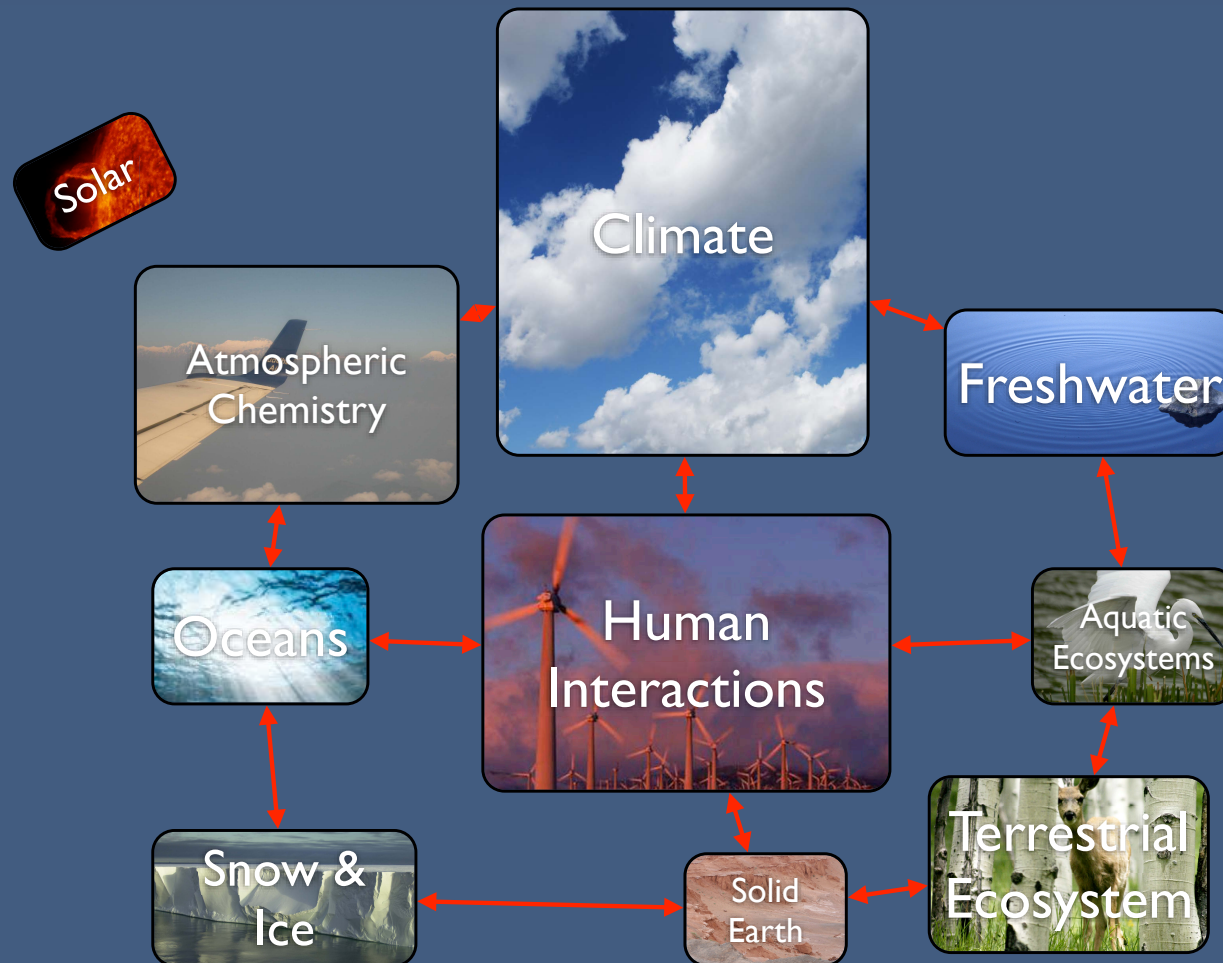 Solar
Climate
Atmospheric
Chemistry
Freshwater
Oceans
Human
Interactions
Aquatic
Ecosystems
Snow &
Ice
Solid
Earth
Terrestrial
Ecosystem